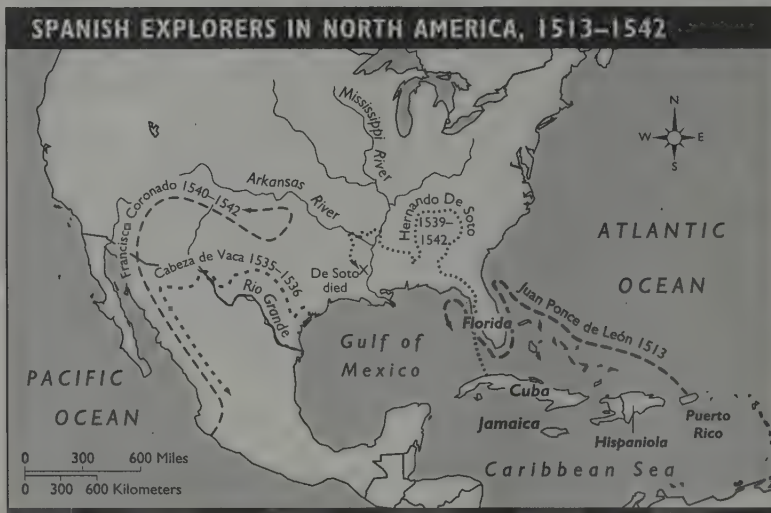 SPANISH EXPLORERS IN NORTH AMERICA, 1513–1542
N
W E
S
Mississippi River
Arkansas River
Francisco Coronado 1540–1542
Hernando De Soto
1539–
1542
Cabeza de Vaca 1535–1536
De Soto
died
Rio Grande
ATLANTIC
OCEAN
Juan Ponce de León 1513
Florida
Gulf of
Mexico
PACIFIC
OCEAN
Cuba
Jamaica
Hispaniola
Puerto
Rico
Caribbean Sea
0 300 600 Miles
0 300 600 Kilometers